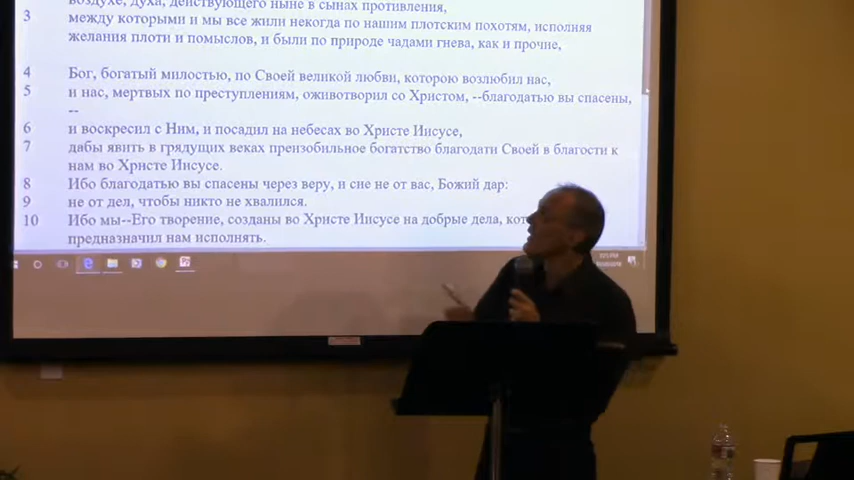 воздухе, духа, действующего ныне в сынах противления,
3 между которыми и мы все жили некогда по нашим плотским похотям, исполняя
желания плоти и помыслов, и были по природе чадами гнева, как и прочие,
4 Бог, богатый милостью, по Своей великой любви, которою возлюбил нас,
5 и нас, мертвых по преступлениям, оживотворил со Христом, --благодатью вы спасены,
--
6 и воскресил с Ним, и посадил на небесах во Христе Иисусе,
7 дабы явить в грядущих веках преизобильное богатство благодати Своей в благости к
нам во Христе Иисусе.
8 Ибо благодатью вы спасены через веру, и сие не от вас, Божий дар:
9 не от дел, чтобы никто не хвалился.
10 Ибо мы--Его творение, созданы во Христе Иисусе на добрые дела, кот
предназначил нам исполнять.